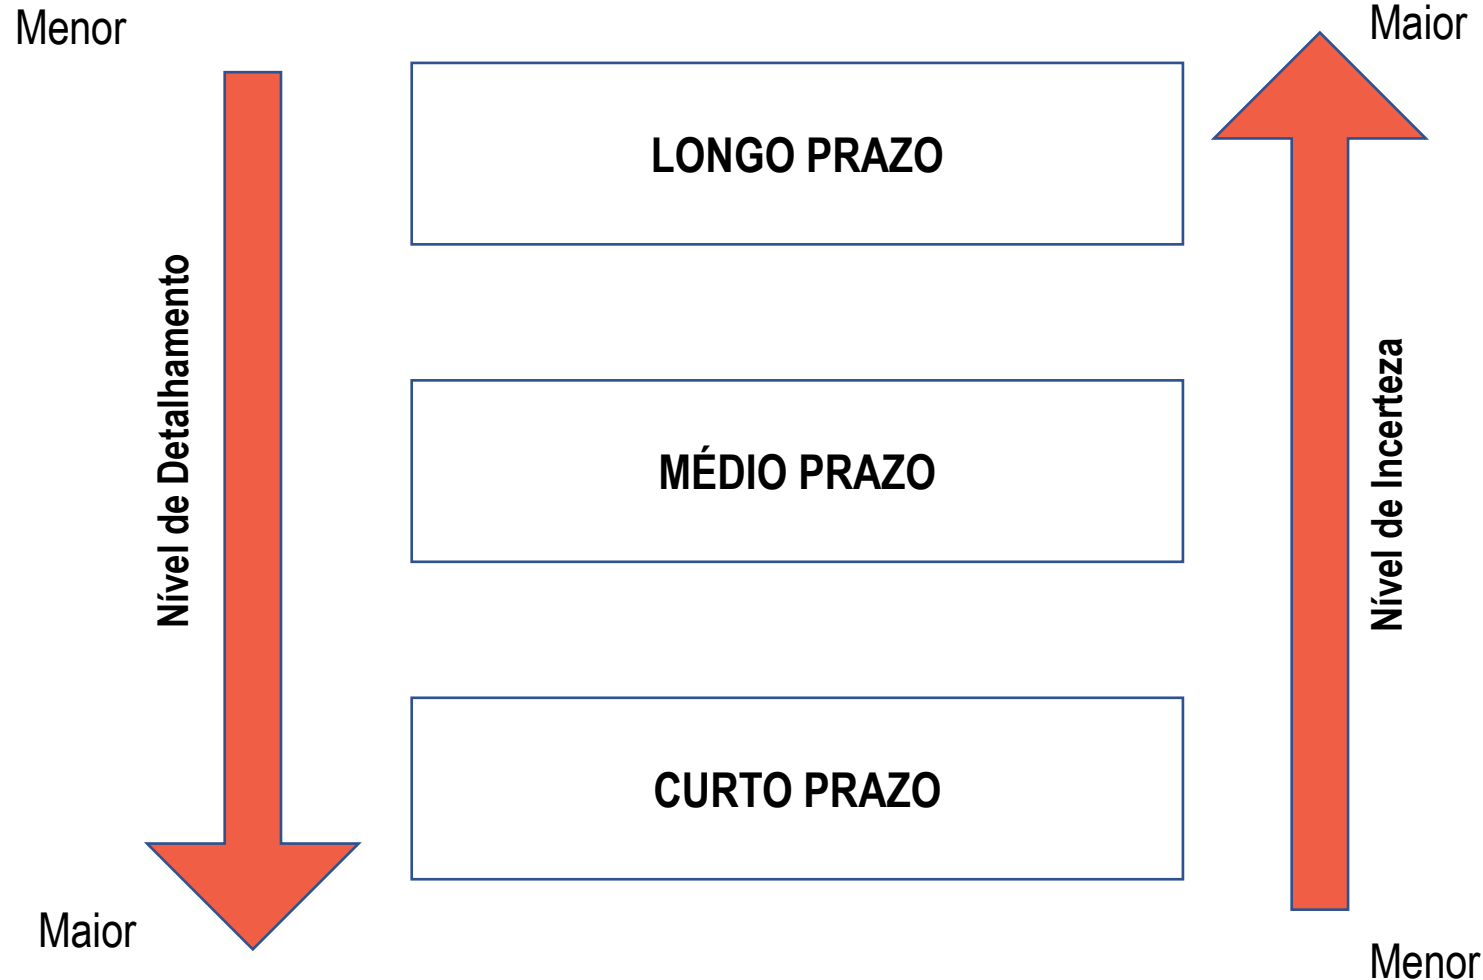 Menor
Maior
LONGO PRAZO
Nível de Detalhamento
Nível de Incerteza
MÉDIO PRAZO
CURTO PRAZO
Maior
Menor